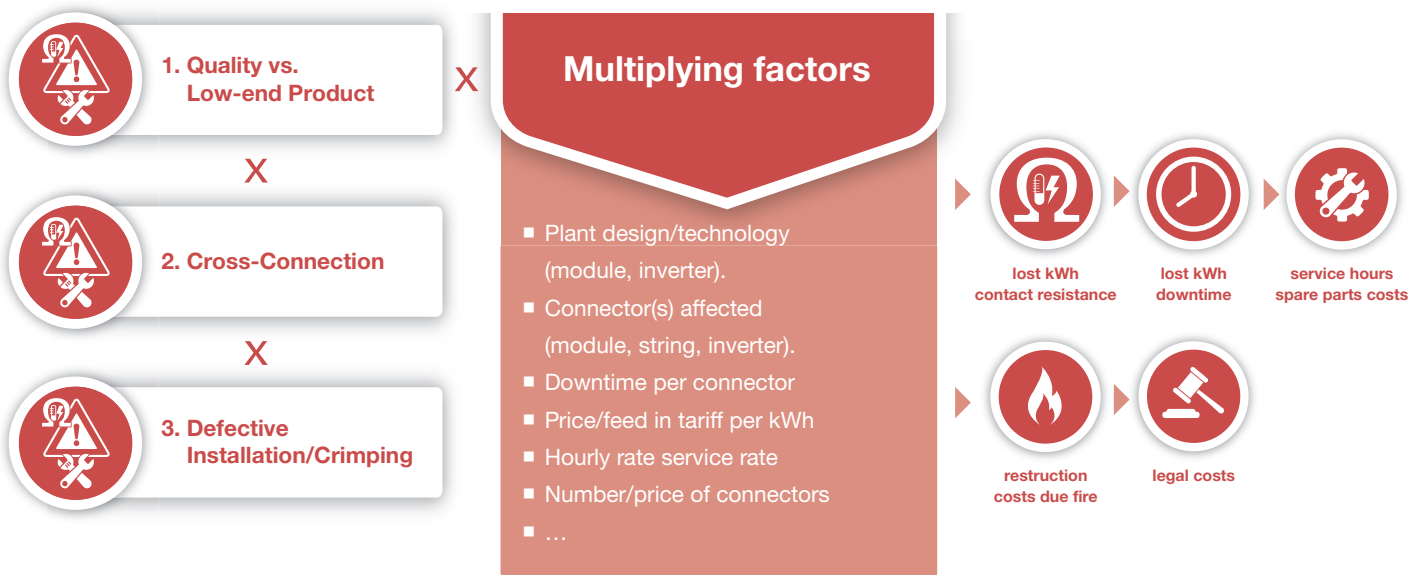 1. Quality vs.
Low-end Product
X
2. Cross-Connection
X
3. Defective
Installation/Crimping
X
Multiplying factors
▪ Plant design/technology
(module, inverter).
▪ Connector(s) affected
(module, string, inverter).
▪ Downtime per connector
▪ Price/feed in tariff per kWh
▪ Hourly rate service rate
▪ Number/price of connectors
▪ …
Ω
lost kWh
contact resistance
lost kWh
downtime
service hours
spare parts costs
restruction
costs due fire
legal costs